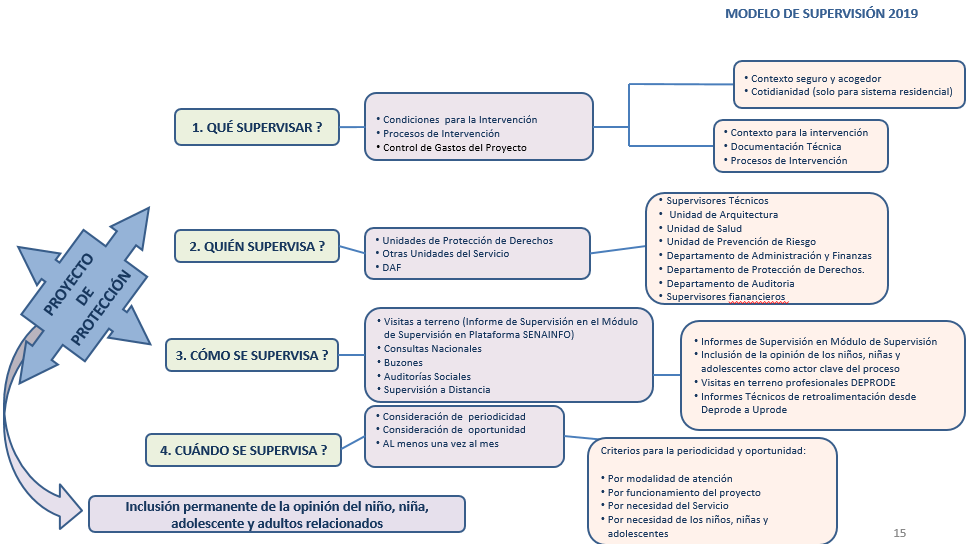 MODELO DE SUPERVISIÓN 2019
PROYECTO
DE
PROTECCIÓN
1. QUÉ SUPERVISAR ?
• Condiciones para la Intervención
• Procesos de Intervención
• Control de Gastos del Proyecto
• Contexto seguro y acogedor
• Cotidianidad (solo para sistema residencial)
• Contexto para la intervención
• Documentación Técnica
• Procesos de Intervención
2. QUIÉN SUPERVISA ?
• Unidades de Protección de Derechos
• Otras Unidades del Servicio
• DAF
• Supervisores Técnicos
• Unidad de Arquitectura
• Unidad de Salud
• Unidad de Prevención de Riesgo
• Departamento de Administración y Finanzas
• Departamento de Protección de Derechos.
• Departamento de Auditoria
• Supervisores fianancieros
3. CÓMO SE SUPERVISA ?
• Visitas a terreno (Informe de Supervisión en el Módulo
de Supervisión en Plataforma SENAINFO)
• Consultas Nacionales
• Buzones
• Auditorías Sociales
• Supervisión a Distancia
• Informes de Supervisión en Módulo de Supervisión
• Inclusión de la opinión de los niños, niñas y
adolescentes como actor clave del proceso
• Visitas en terreno profesionales DEPRODE
• Informes Técnicos de retroalimentación desde
Deprode a Uprode
4. CUÁNDO SE SUPERVISA ?
• Consideración de periodicidad
• Consideración de oportunidad
• AL menos una vez al mes
Criterios para la periodicidad y oportunidad:
• Por modalidad de atención
• Por funcionamiento del proyecto
• Por necesidad del Servicio
• Por necesidad de los niños, niñas y
adolescentes
Inclusión permanente de la opinión del niño, niña,
adolescente y adultos relacionados
15